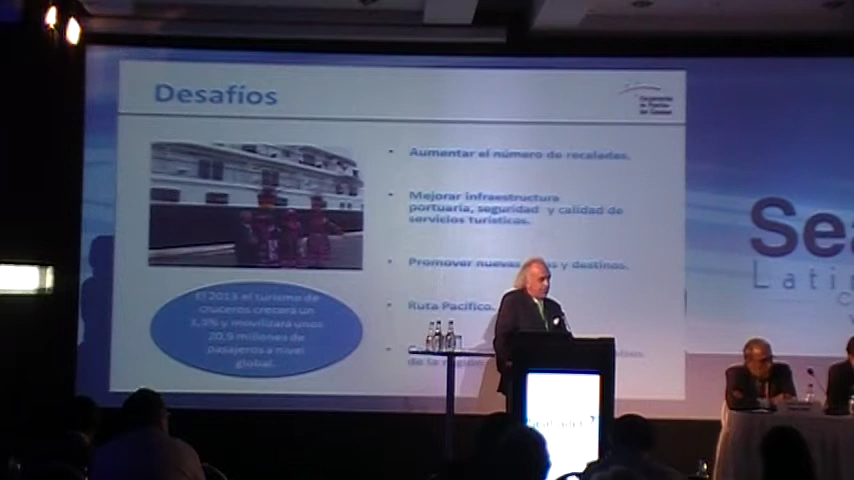 Desafíos
Aumentar el número de recaladas.
Mejorar infraestructura
portuaria, seguridad y calidad de
servicios turísticos.
Promover nuevas y destinos.
Ruta Pacífico.
de la región
El 2013 el turismo de
cruceros crecerá un
3,3% y movilizará unos
20,9 millones de
pasajeros a nivel
global.
Sea
Latin
C